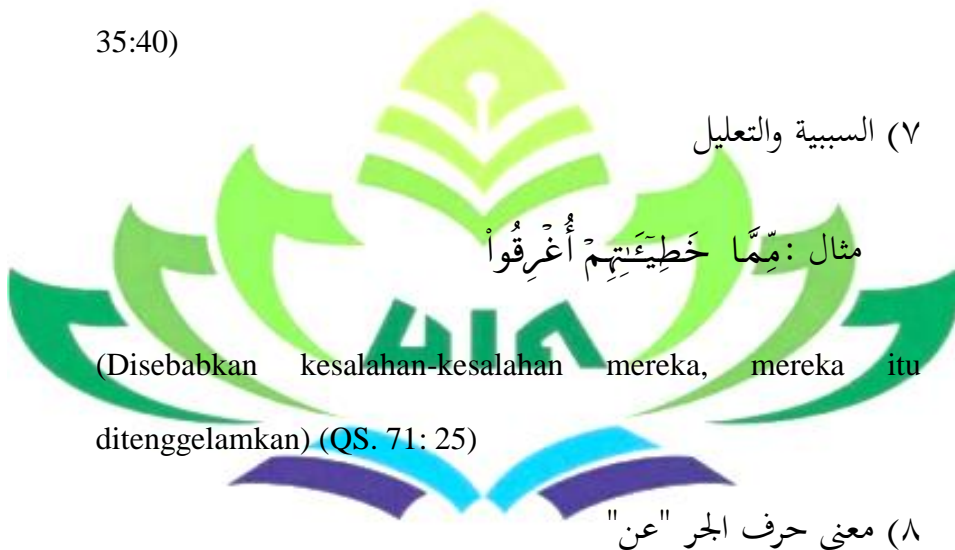 35:40)
٧) السببية والتعليل
مثال :مِّمَّا خَطِيٓـَٰٔتِهِمۡ أُغۡرِقُواْ
UIN
(Disebabkan kesalahan-kesalahan mereka, mereka itu
ditenggelamkan) (QS. 71: 25)
٨) معنى حرف الجر "عن"